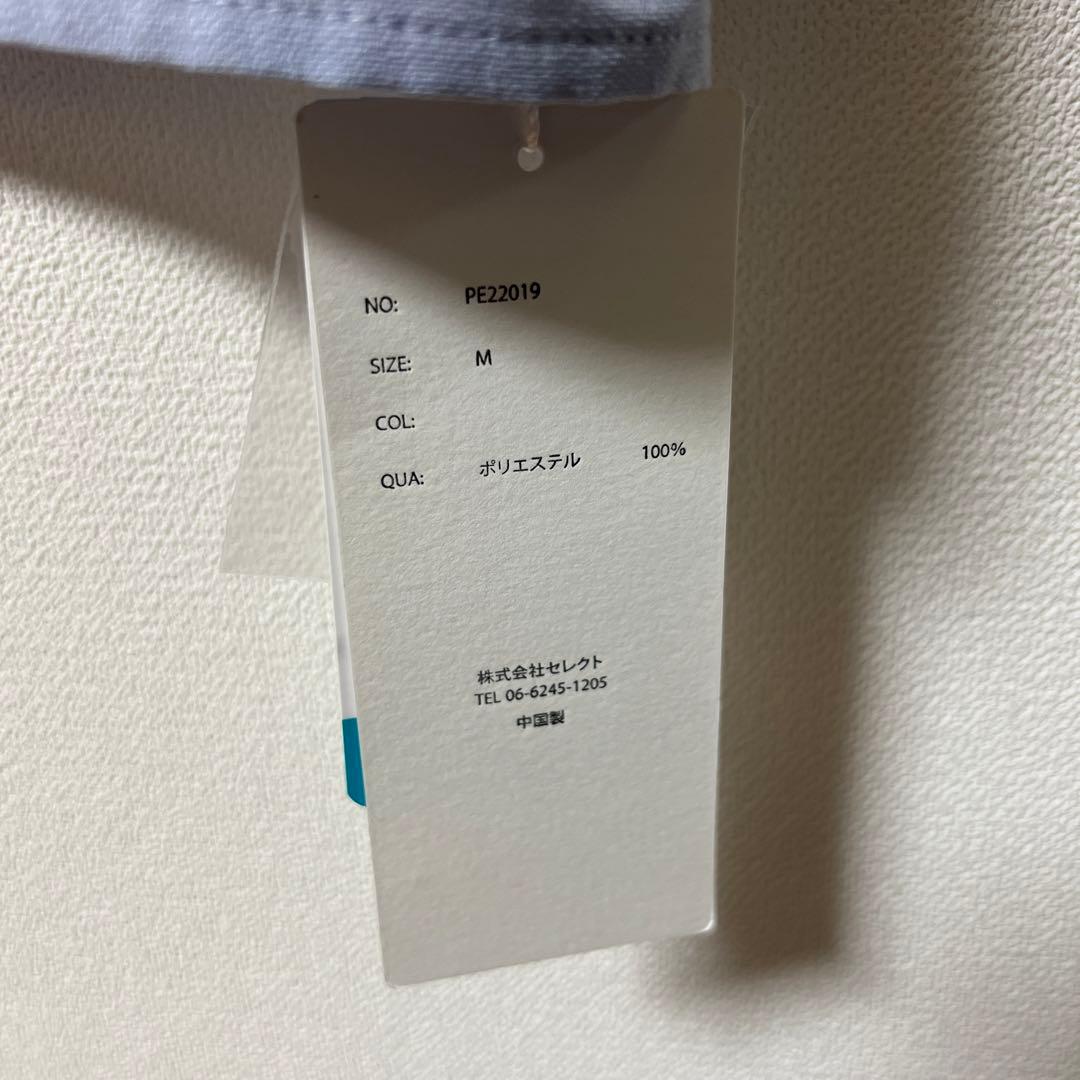 NO: PE22019
SIZE: M
COL:
QUA: ポリエステル 100%
株式会社セレクト
TEL 06-6245-1205
中国製